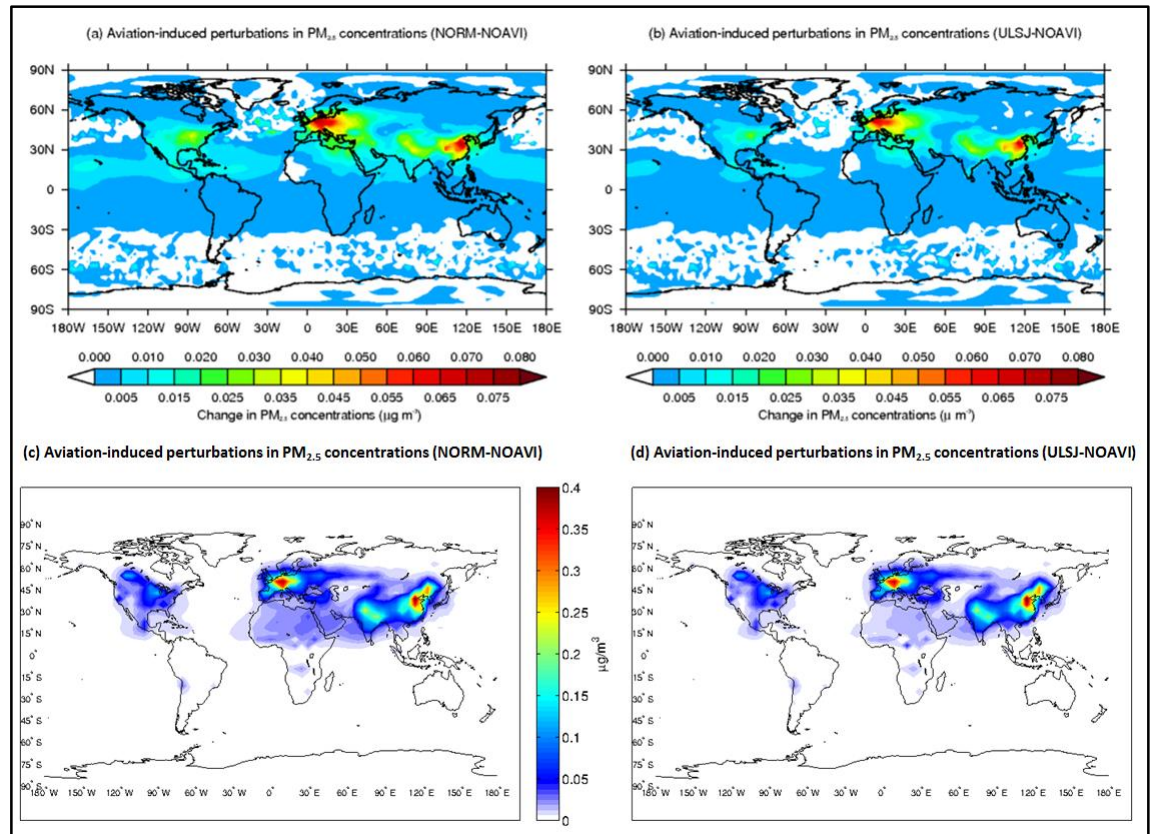 (a) Aviation-induced perturbations in PM₂.₅ concentrations (NORM-NOAVI)
(b) Aviation-induced perturbations in PM₂.₅ concentrations (ULSJ-NOAVI)
90N
60N
30N
0
30S
60S
90S
180W 150W 120W 90W 60W 30W 0 30E 60E 90E 120E 150E 180E
90N
60N
30N
0
30S
60S
90S
180W 150W 120W 90W 60W 30W 0 30E 60E 90E 120E 150E 180E
0.000 0.010 0.020 0.030 0.040 0.050 0.060 0.070 0.080
0.005 0.015 0.025 0.035 0.045 0.055 0.065 0.075
Change in PM₂.₅ concentrations (µg m⁻³)
0.000 0.010 0.020 0.030 0.040 0.050 0.060 0.070 0.080
0.005 0.015 0.025 0.035 0.045 0.055 0.065 0.075
Change in PM₂.₅ concentrations (µ m⁻³)
(c) Aviation-induced perturbations in PM₂.₅ concentrations (NORM-NOAVI)
(d) Aviation-induced perturbations in PM₂.₅ concentrations (ULSJ-NOAVI)
90° N
75° N
60° N
45° N
30° N
15° N
0°
15° S
30° S
45° S
60° S
75° S
90° S
180° W 150° W 120° W 90° W 60° W 30° W 0° 30° E 60° E 90° E 120° E 150° E 180° E
0.4
0.35
0.3
0.25
0.2
0.15
0.1
0.05
0
µg/m³
90° N
75° N
60° N
45° N
30° N
15° N
0°
15° S
30° S
45° S
60° S
75° S
90° S
180° W 150° W 120° W 90° W 60° W 30° W 0° 30° E 60° E 90° E 120° E 150° E 180° E